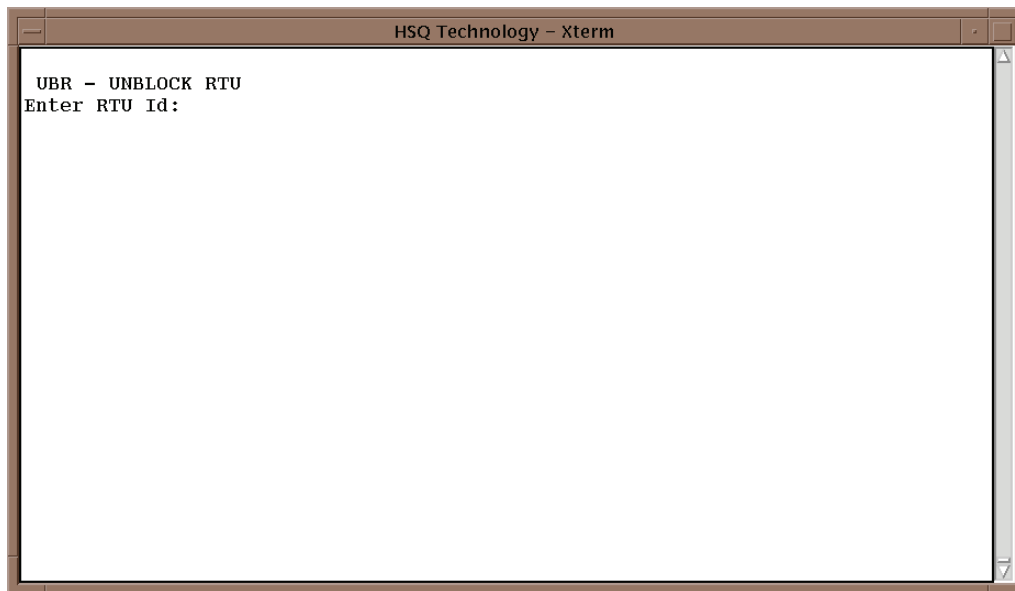 HSQ Technology – Xterm
UBR – UNBLOCK RTU
Enter RTU Id: